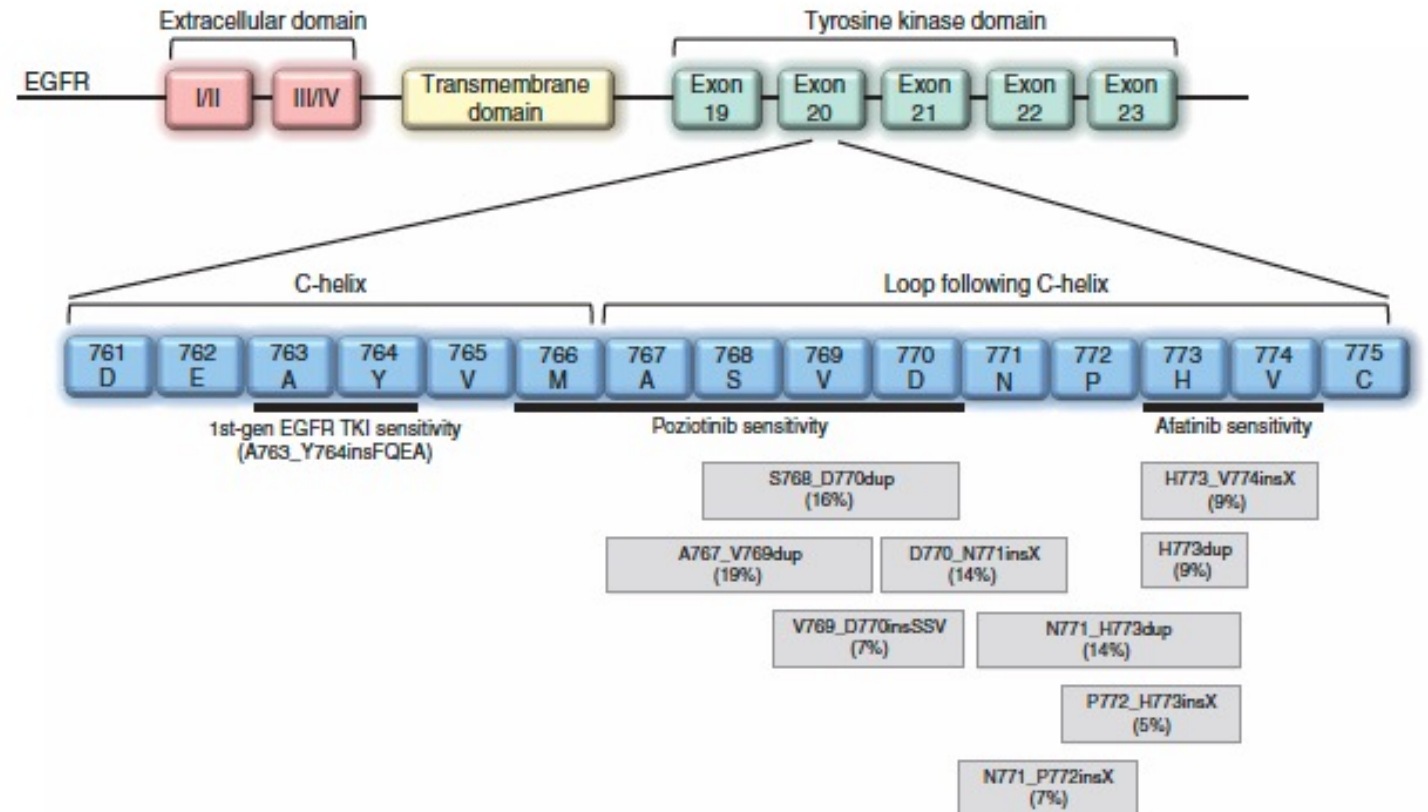 Extracellular domain
Tyrosine kinase domain
EGFR
I/II
III/IV
Transmembrane
domain
Exon
19
Exon
20
Exon
21
Exon
22
Exon
23
C-helix
Loop following C-helix
761
D
762
E
763
A
764
Y
765
V
766
M
767
A
768
S
769
V
770
D
771
N
772
P
773
H
774
V
775
C
1st-gen EGFR TKI sensitivity
(A763_Y764insFQEA)
Poziotinib sensitivity
Afatinib sensitivity
S768_D770dup
(16%)
H773_V774insX
(9%)
A767_V769dup
(19%)
D770_N771insX
(14%)
H773dup
(9%)
V769_D770insSSV
(7%)
N771_H773dup
(14%)
P772_H773insX
(5%)
N771_P772insX
(7%)